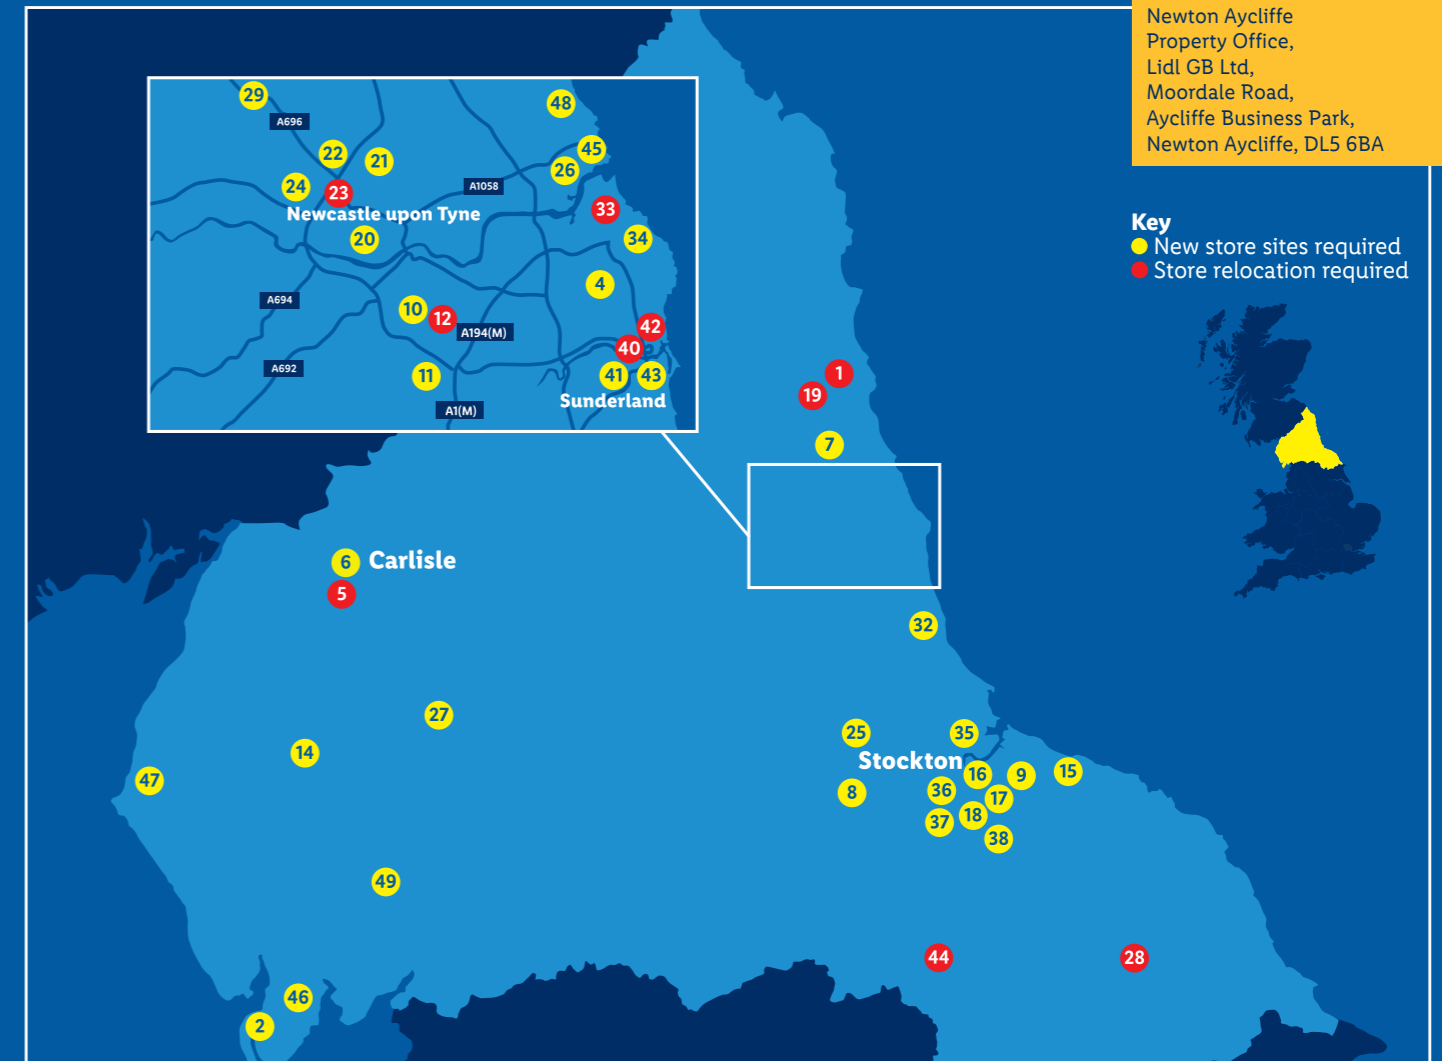 Newton Aycliffe
Property Office,
Lidl GB Ltd,
Moordale Road,
Aycliffe Business Park,
Newton Aycliffe, DL5 6BA
Key
New store sites required
Store relocation required
29
48
A696
22
21
45
26
24
23
A1058
33
Newcastle upon Tyne
20
34
4
A694
10
12
A194(M)
42
40
A692
11
41
43
Sunderland
A1(M)
1
19
7
6
Carlisle
5
32
27
25
35
14
Stockton
47
16
9
15
8
36
17
18
37
38
49
44
28
46
2